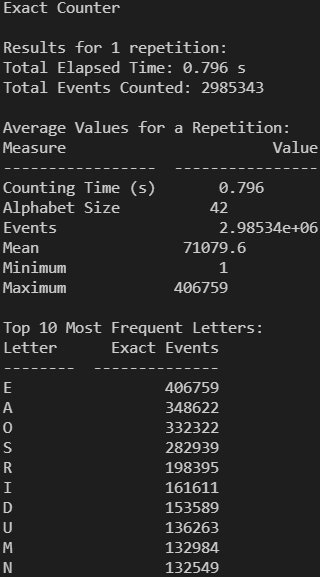 Exact Counter
Results for 1 repetition:
Total Elapsed Time: 0.796 s
Total Events Counted: 2985343
Average Values for a Repetition:
Measure Value
----------------- ----------------
Counting Time (s) 0.796
Alphabet Size 42
Events 2.98534e+06
Mean 71079.6
Minimum 1
Maximum 406759
Top 10 Most Frequent Letters:
Letter Exact Events
-------- --------------
E 406759
A 348622
O 332322
S 282939
R 198395
I 161611
D 153589
U 136263
M 132984
N 132549